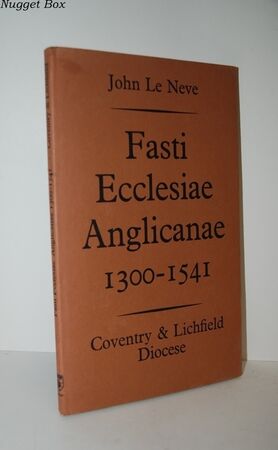 Nugget Box
John Le Neve
Fasti
Ecclesiae
Anglicanae
1300-1541
Coventry & Lichfield
Diocese